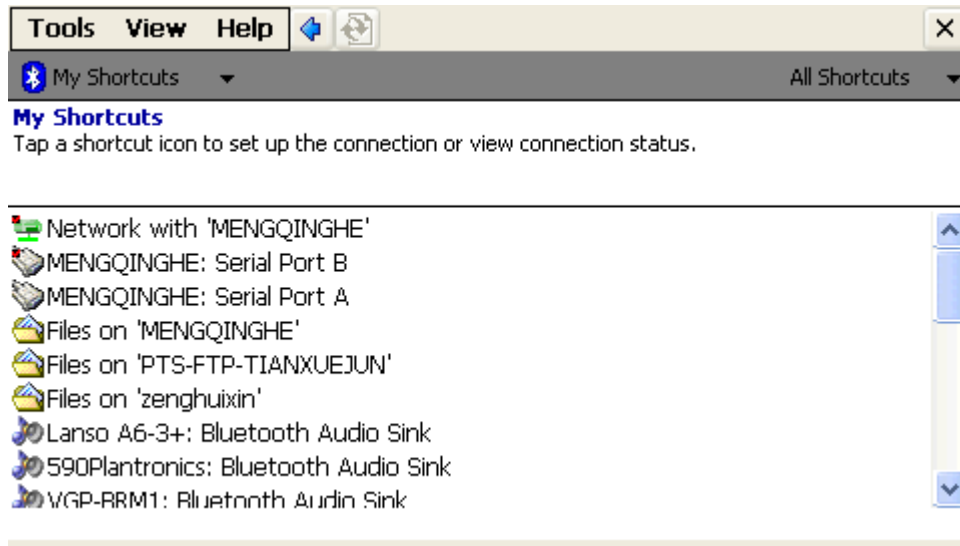 Tools View Help
My Shortcuts All Shortcuts
My Shortcuts
Tap a shortcut icon to set up the connection or view connection status.
Network with 'MENGQINGHE'
MENGQINGHE: Serial Port B
MENGQINGHE: Serial Port A
Files on 'MENGQINGHE'
Files on 'PTS-FTP-TIANXUEJUN'
Files on 'zenghuixin'
Lanso A6-3+: Bluetooth Audio Sink
590Plantronics: Bluetooth Audio Sink
VGP-BRM1: Bluetooth Audio Sink